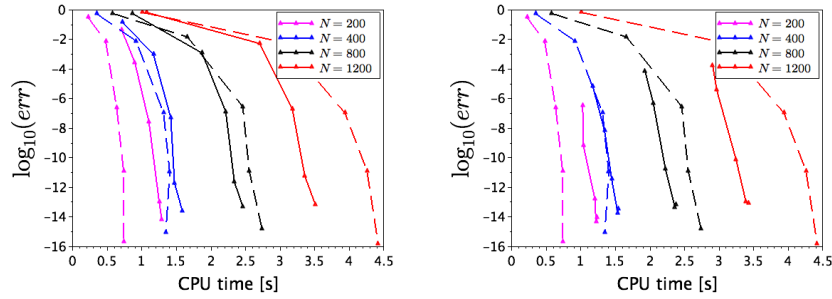 0
-2
-4
-6
-8
-10
-12
-14
-16
log10(err)
0 0.5 1 1.5 2 2.5 3 3.5 4 4.5
CPU time [s]
N = 200
N = 400
N = 800
N = 1200
0
-2
-4
-6
-8
-10
-12
-14
-16
log10(err)
0 0.5 1 1.5 2 2.5 3 3.5 4 4.5
CPU time [s]
N = 200
N = 400
N = 800
N = 1200